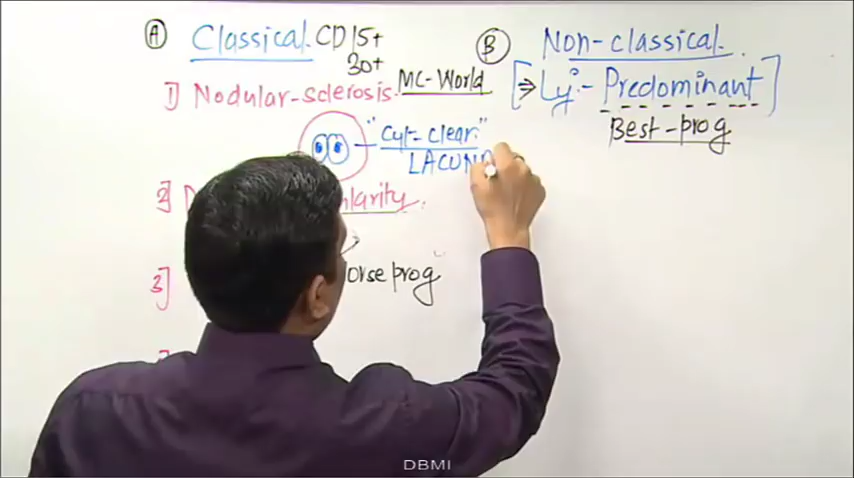 A Classical CD15+
30+
1] Nodular-sclerosis MC-World
"Cyt- clear."
LACUN
2] D larity.
3] orse prog
B Non-classical.
[⇒ Ly°- Predominant]
Best-prog
DBMI